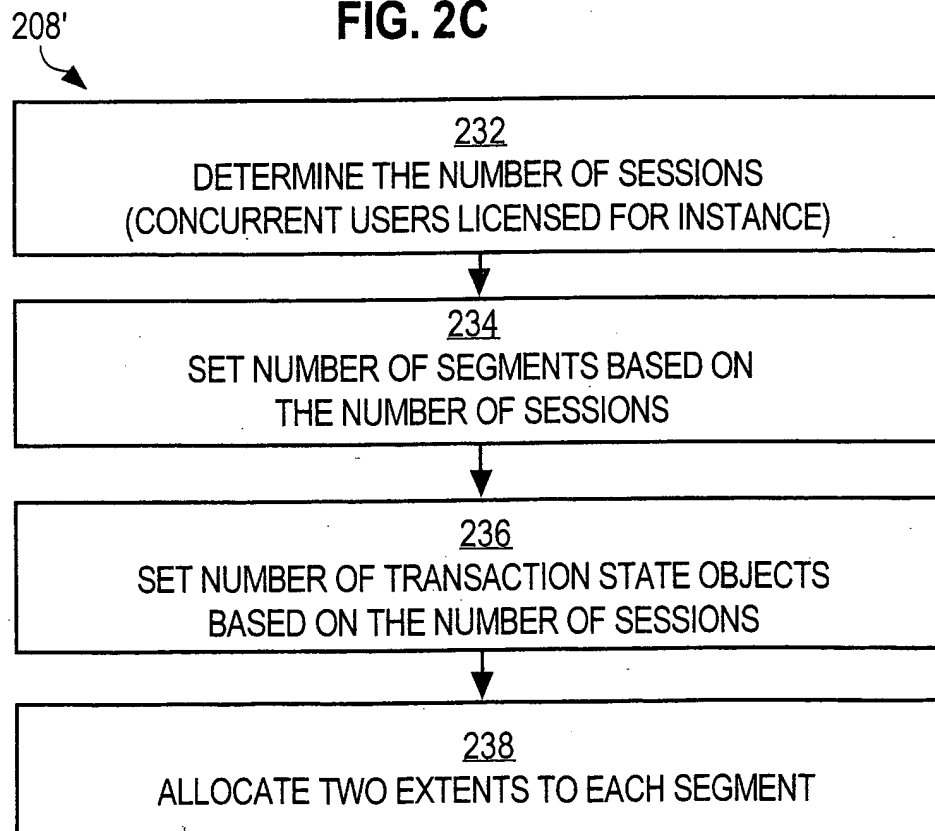 208'
FIG. 2C
232
DETERMINE THE NUMBER OF SESSIONS
(CONCURRENT USERS LICENSED FOR INSTANCE)
234
SET NUMBER OF SEGMENTS BASED ON
THE NUMBER OF SESSIONS
236
SET NUMBER OF TRANSACTION STATE OBJECTS
BASED ON THE NUMBER OF SESSIONS
238
ALLOCATE TWO EXTENTS TO EACH SEGMENT